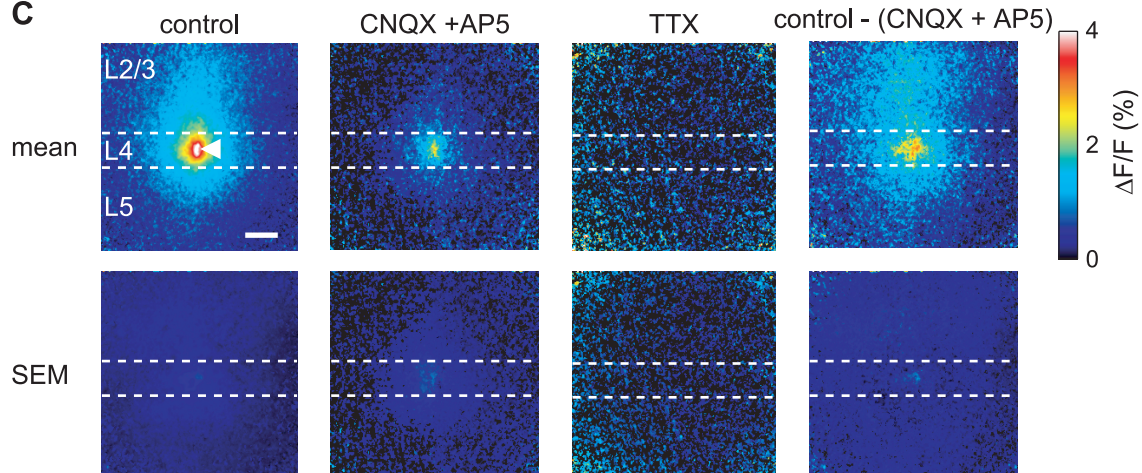 C
control
CNQX +AP5
TTX
control - (CNQX + AP5)
L2/3
L4
L5
mean
SEM
4
2
0
ΔF/F (%)